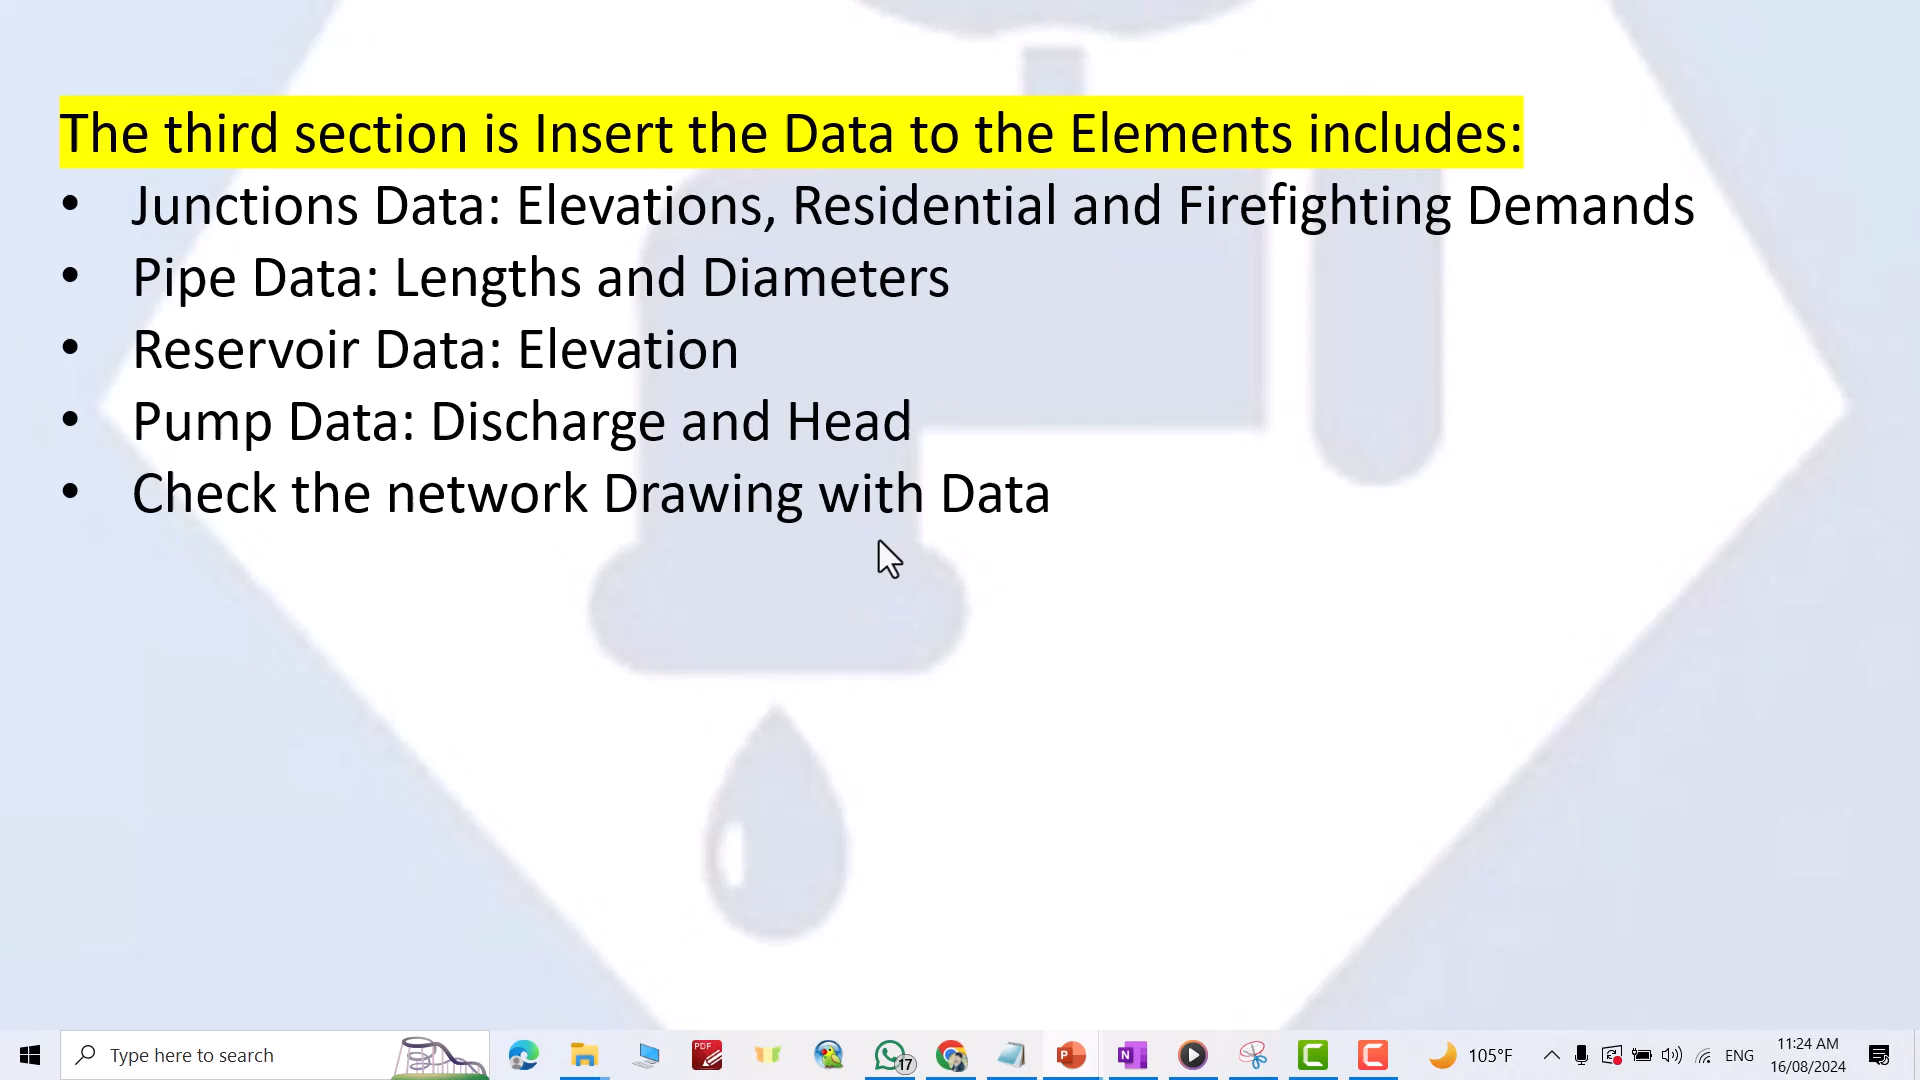 The third section is Insert the Data to the Elements includes:
• Junctions Data: Elevations, Residential and Firefighting Demands
• Pipe Data: Lengths and Diameters
• Reservoir Data: Elevation
• Pump Data: Discharge and Head
• Check the network Drawing with Data
Type here to search
PDF
17
105°F
ENG
11:24 AM
16/08/2024